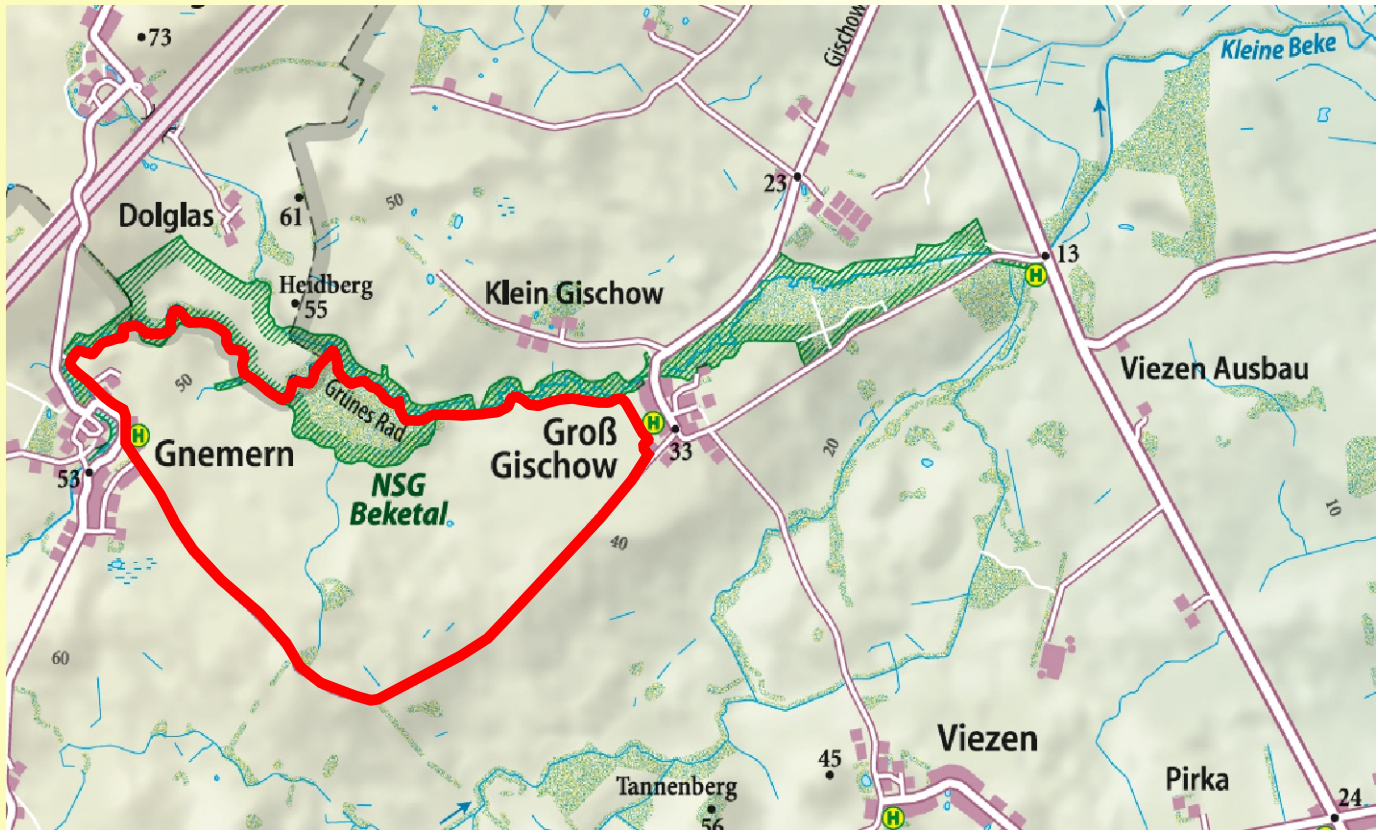 73
Gischow
Kleine Beke
23
50
61
Dolglas
13
H
Heidberg
55
Klein Gischow
50
Viezen Ausbau
Grünes Rad
H
H
Groß
Gischow
33
Gnemern
20
53
NSG
Beketal
10
40
60
Viezen
45
Tannenberg
56
Pirka
24
H
H